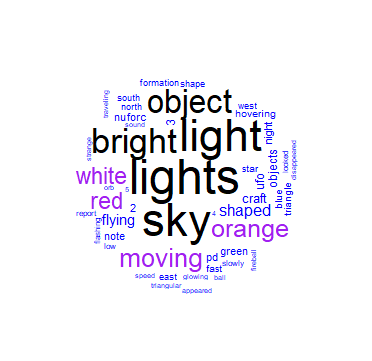 formation shape
traveling
south
object
west
north
hovering
nuforc
sound
3
night
strange
bright
light
looked
disappeared
white
lights
star
ufo
objects
orb
5
red
craft
blue
triangle
report
2
4
shaped
flying
sky
orange
flashing
note
low
moving
pd
green
fast
slowly
fireball
speed
east
glowing
ball
triangular
appeared